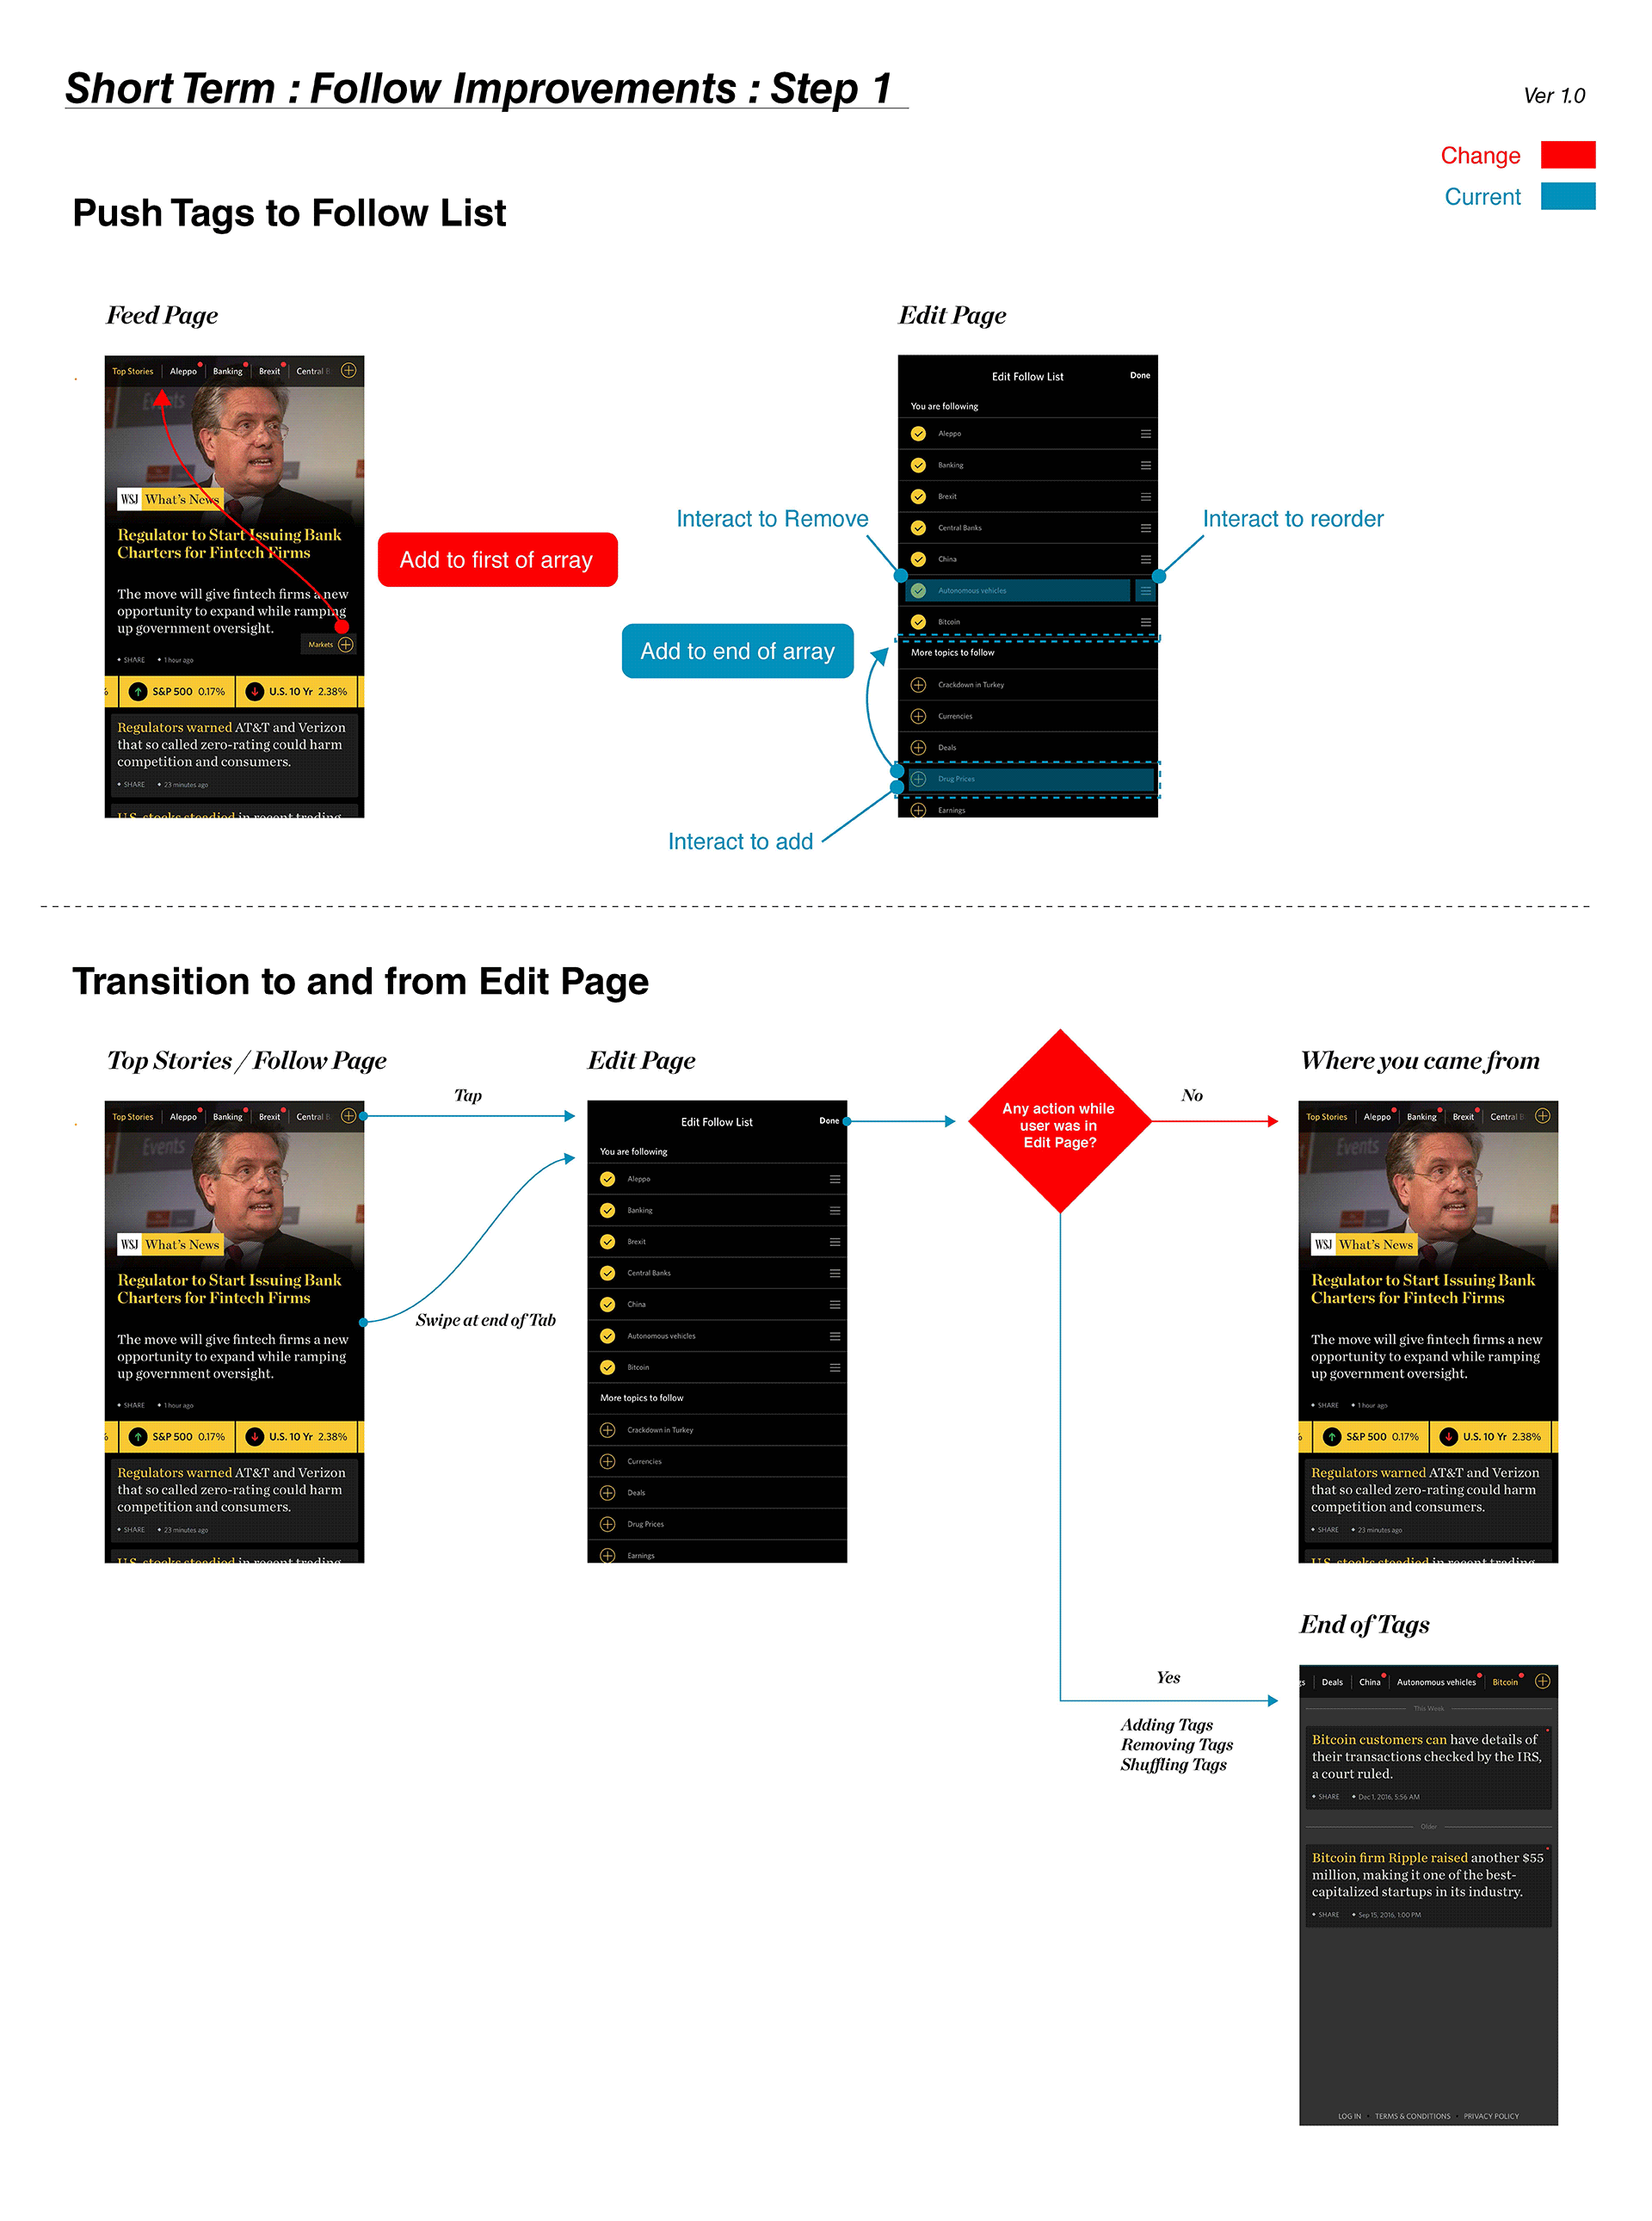 Short Term : Follow Improvements : Step 1
Ver 1.0
Change
Current
Push Tags to Follow List
Feed Page
Top Stories
Aleppo
Banking
Brexit
Central B
Events
WSJ What's News
Regulator to Start Issuing Bank
Charters for Fintech Firms
The move will give fintech firms a new
opportunity to expand while ramping
up government oversight.
Markets
SHARE 1 hour ago
S&P 500 0.17%
U.S. 10 Yr 2.38%
Regulators warned AT&T and Verizon
that so called zero-rating could harm
competition and consumers.
SHARE 23 minutes ago
U.S. stocks steadied in recent trading
Add to first of array
Edit Page
Edit Follow List
Done
You are following
Aleppo
Banking
Brexit
Central Banks
China
Autonomous vehicles
Bitcoin
More topics to follow
Crackdown in Turkey
Currencies
Deals
Drug Prices
Earnings
Interact to Remove
Interact to reorder
Add to end of array
Interact to add
Transition to and from Edit Page
Top Stories / Follow Page
Top Stories
Aleppo
Banking
Brexit
Central B
Events
WSJ What's News
Regulator to Start Issuing Bank
Charters for Fintech Firms
The move will give fintech firms a new
opportunity to expand while ramping
up government oversight.
SHARE 1 hour ago
% S&P 500 0.17%
U.S. 10 Yr 2.38%
Regulators warned AT&T and Verizon
that so called zero-rating could harm
competition and consumers.
SHARE 23 minutes ago
U.S. stocks steadied in recent trading
Tap
Swipe at end of Tab
Edit Page
Edit Follow List
Done
You are following
Aleppo
Banking
Brexit
Central Banks
China
Autonomous vehicles
Bitcoin
More topics to follow
Crackdown in Turkey
Currencies
Deals
Drug Prices
Earnings
Any action while
user was in
Edit Page?
No
Where you came from
Top Stories
Aleppo
Banking
Brexit
Central B
Events
WSJ What's News
Regulator to Start Issuing Bank
Charters for Fintech Firms
The move will give fintech firms a new
opportunity to expand while ramping
up government oversight.
SHARE 1 hour ago
S&P 500 0.17%
U.S. 10 Yr 2.38%
Regulators warned AT&T and Verizon
that so called zero-rating could harm
competition and consumers.
SHARE 23 minutes ago
U.S. stocks steadied in recent trading
Yes
Adding Tags
Removing Tags
Shuffling Tags
End of Tags
gs
Deals
China
Autonomous vehicles
Bitcoin
This Week
Bitcoin customers can have details of
their transactions checked by the IRS,
a court ruled.
SHARE Dec 1, 2016, 5:56 AM
Older
Bitcoin firm Ripple raised another $55
million, making it one of the best-
capitalized startups in its industry.
SHARE Sep 15, 2016, 1:00 PM
LOG IN TERMS & CONDITIONS PRIVACY POLICY